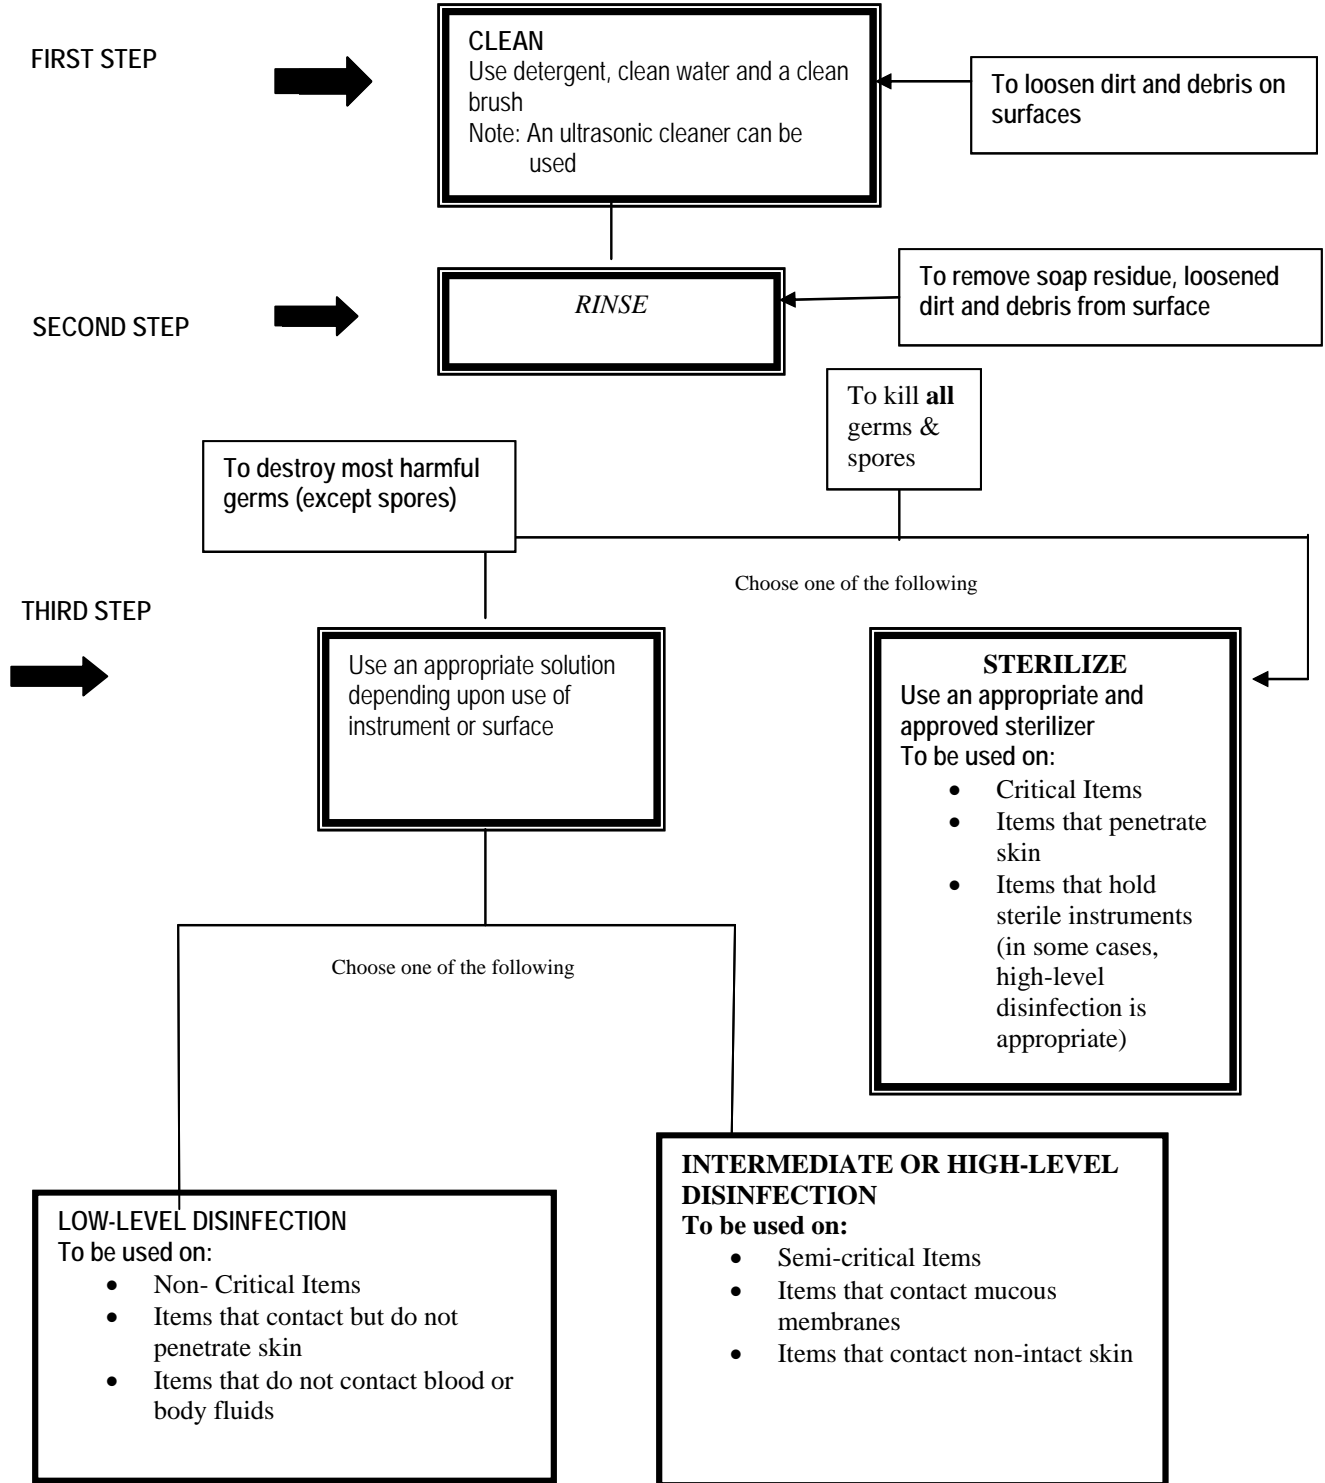 FIRST STEP
CLEAN
Use detergent, clean water and a clean
brush
Note: An ultrasonic cleaner can be
used
To loosen dirt and debris on
surfaces
SECOND STEP
RINSE
To remove soap residue, loosened
dirt and debris from surface
To kill all
germs &
spores
To destroy most harmful
germs (except spores)
Choose one of the following
THIRD STEP
Use an appropriate solution
depending upon use of
instrument or surface
STERILIZE
Use an appropriate and
approved sterilizer
To be used on:
• Critical Items
• Items that penetrate
skin
• Items that hold
sterile instruments
(in some cases,
high-level
disinfection is
appropriate)
Choose one of the following
LOW-LEVEL DISINFECTION
To be used on:
• Non- Critical Items
• Items that contact but do not
penetrate skin
• Items that do not contact blood or
body fluids
INTERMEDIATE OR HIGH-LEVEL
DISINFECTION
To be used on:
• Semi-critical Items
• Items that contact mucous
membranes
• Items that contact non-intact skin